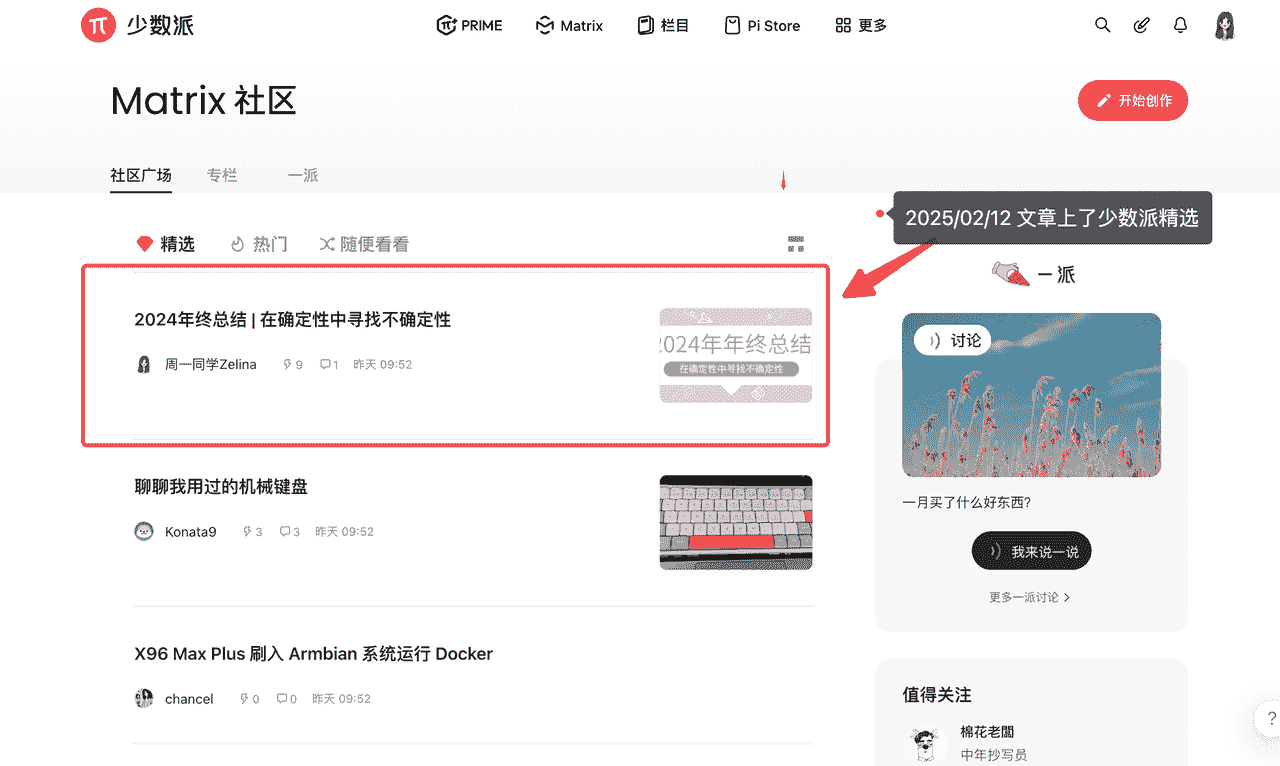 少数派
PRIME
Matrix
栏目
Pi Store
更多
Matrix 社区
开始创作
社区广场
专栏
一派
2025/02/12 文章上了少数派精选
精选
热门
随便看看
一派
2024年终总结 | 在确定性中寻找不确定性
周一同学Zelina
9
1
昨天 09:52
2024年年终总结
在确定性中寻找不确定性
讨论
聊聊我用过的机械键盘
Konata9
3
3
昨天 09:52
一月买了什么好东西?
我来说一说
更多一派讨论
X96 Max Plus 刷入 Armbian 系统运行 Docker
chancel
0
0
昨天 09:52
值得关注
棉花老闆
中年抄写员
?